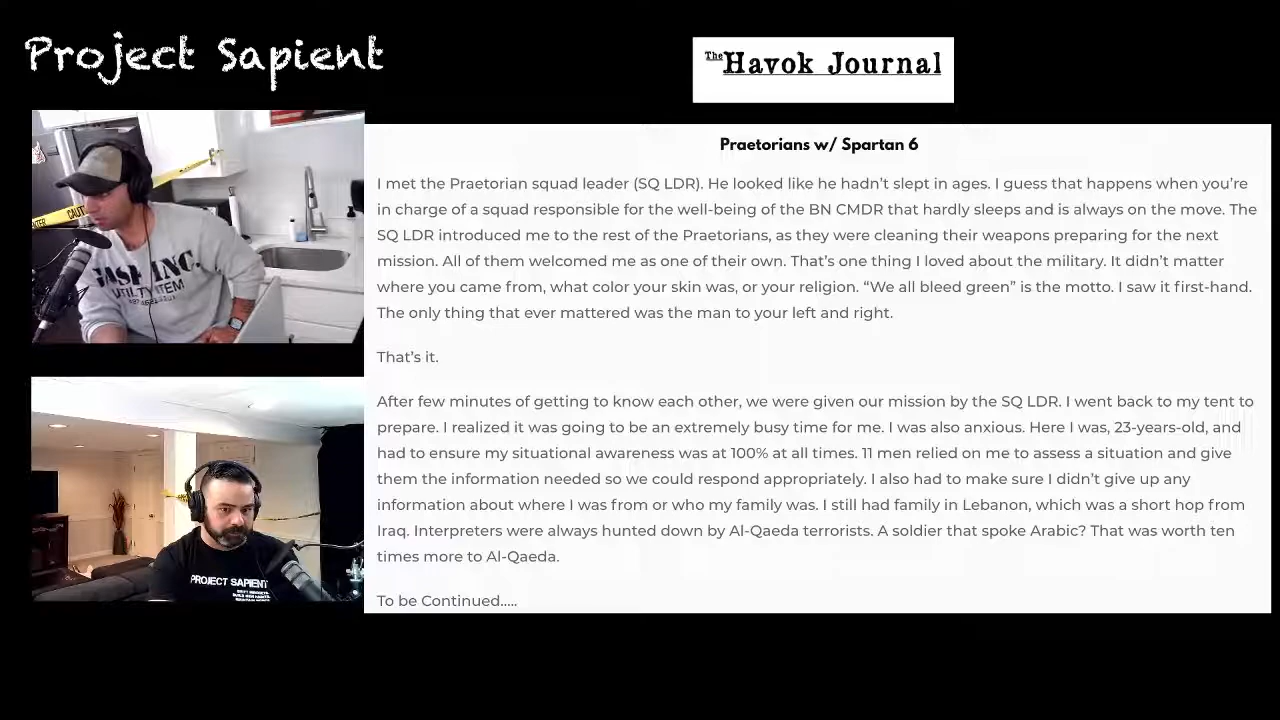 Project Sapient
The Havok Journal
Praetorians w/ Spartan 6
I met the Praetorian squad leader (SQ LDR). He looked like he hadn’t slept in ages. I guess that happens when you’re
in charge of a squad responsible for the well-being of the BN CMDR that hardly sleeps and is always on the move. The
SQ LDR introduced me to the rest of the Praetorians, as they were cleaning their weapons preparing for the next
mission. All of them welcomed me as one of their own. That’s one thing I loved about the military. It didn’t matter
where you came from, what color your skin was, or your religion. “We all bleed green” is the motto. I saw it first-hand.
The only thing that ever mattered was the man to your left and right.
That’s it.
After few minutes of getting to know each other, we were given our mission by the SQ LDR. I went back to my tent to
prepare. I realized it was going to be an extremely busy time for me. I was also anxious. Here I was, 23-years-old, and
had to ensure my situational awareness was at 100% at all times. 11 men relied on me to assess a situation and give
them the information needed so we could respond appropriately. I also had to make sure I didn’t give up any
information about where I was from or who my family was. I still had family in Lebanon, which was a short hop from
Iraq. Interpreters were always hunted down by Al-Qaeda terrorists. A soldier that spoke Arabic? That was worth ten
times more to Al-Qaeda.
To be Continued.....
INC.
UTILITY ITEM
PROJECT SAPIENT